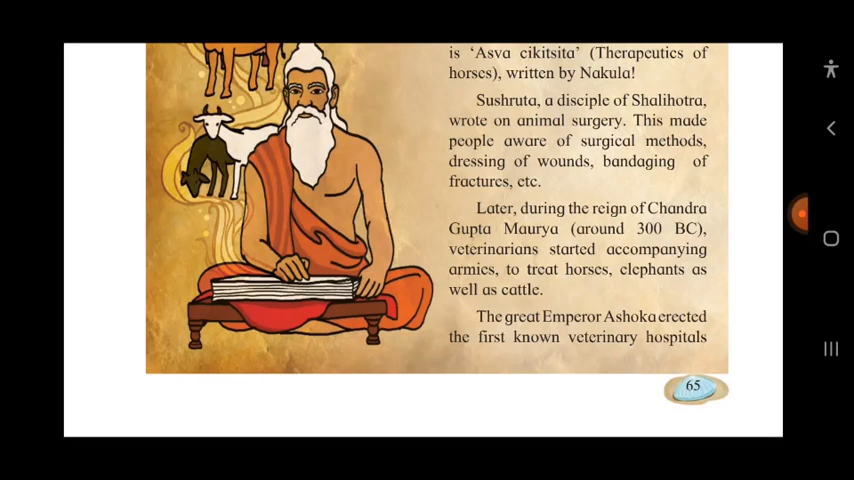 is ‘Asva cikitsita’ (Therapeutics of
horses), written by Nakula!
Sushruta, a disciple of Shalihotra,
wrote on animal surgery. This made
people aware of surgical methods,
dressing of wounds, bandaging of
fractures, etc.
Later, during the reign of Chandra
Gupta Maurya (around 300 BC),
veterinarians started accompanying
armies, to treat horses, elephants as
well as cattle.
The great Emperor Ashoka erected
the first known veterinary hospitals
65